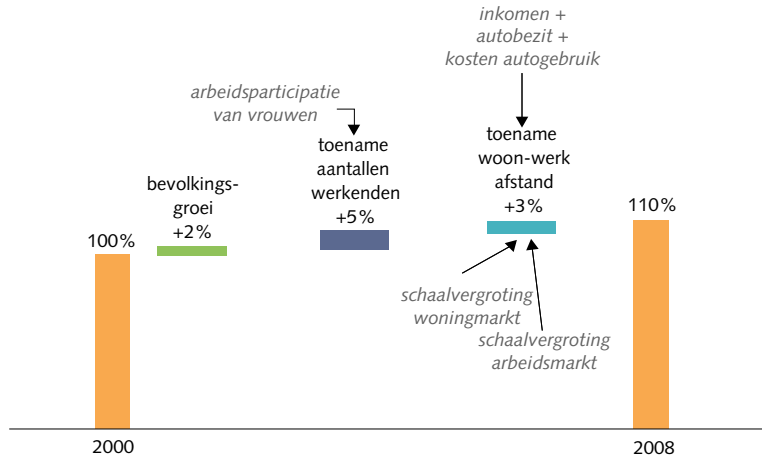 inkomen +
autobezit +
kosten autogebruik
arbeidsparticipatie
van vrouwen
toename
aantallen
werkenden
+5%
toename
woon-werk
afstand
+3%
bevolkings-
groei
+2%
100%
110%
schaalvergroting
woningmarkt
schaalvergroting
arbeidsmarkt
2000
2008